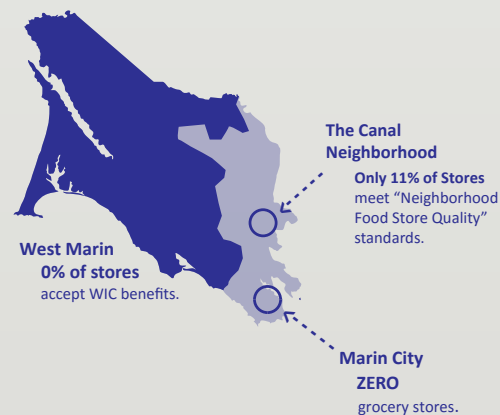 The Canal
Neighborhood
Only 11% of Stores
meet “Neighborhood
Food Store Quality”
standards.
West Marin
0% of stores
accept WIC benefits.
Marin City
ZERO
grocery stores.